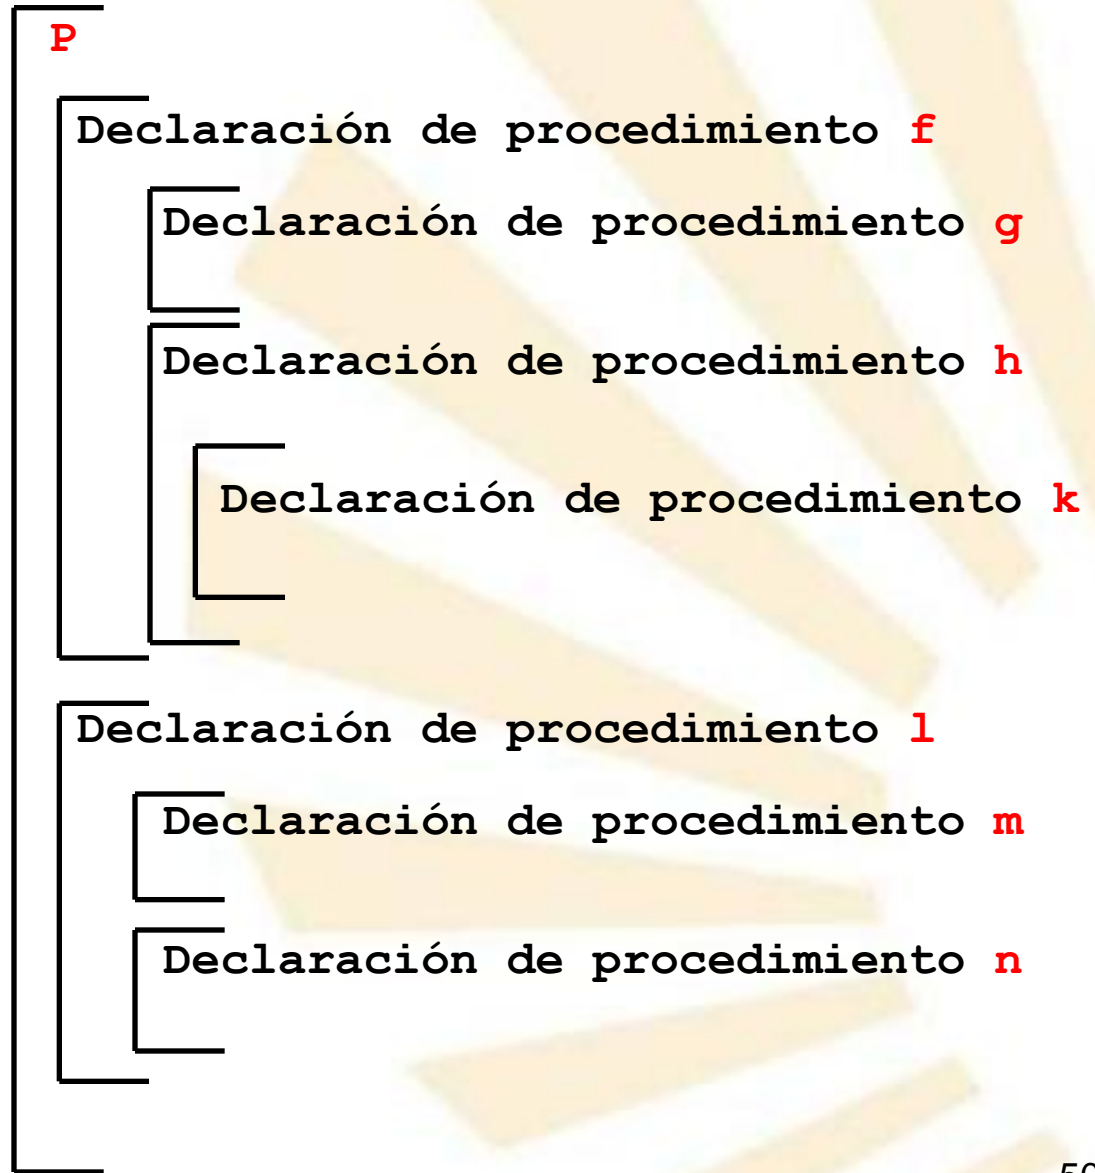 P
Declaración de procedimiento f
Declaración de procedimiento g
Declaración de procedimiento h
Declaración de procedimiento k
Declaración de procedimiento l
Declaración de procedimiento m
Declaración de procedimiento n